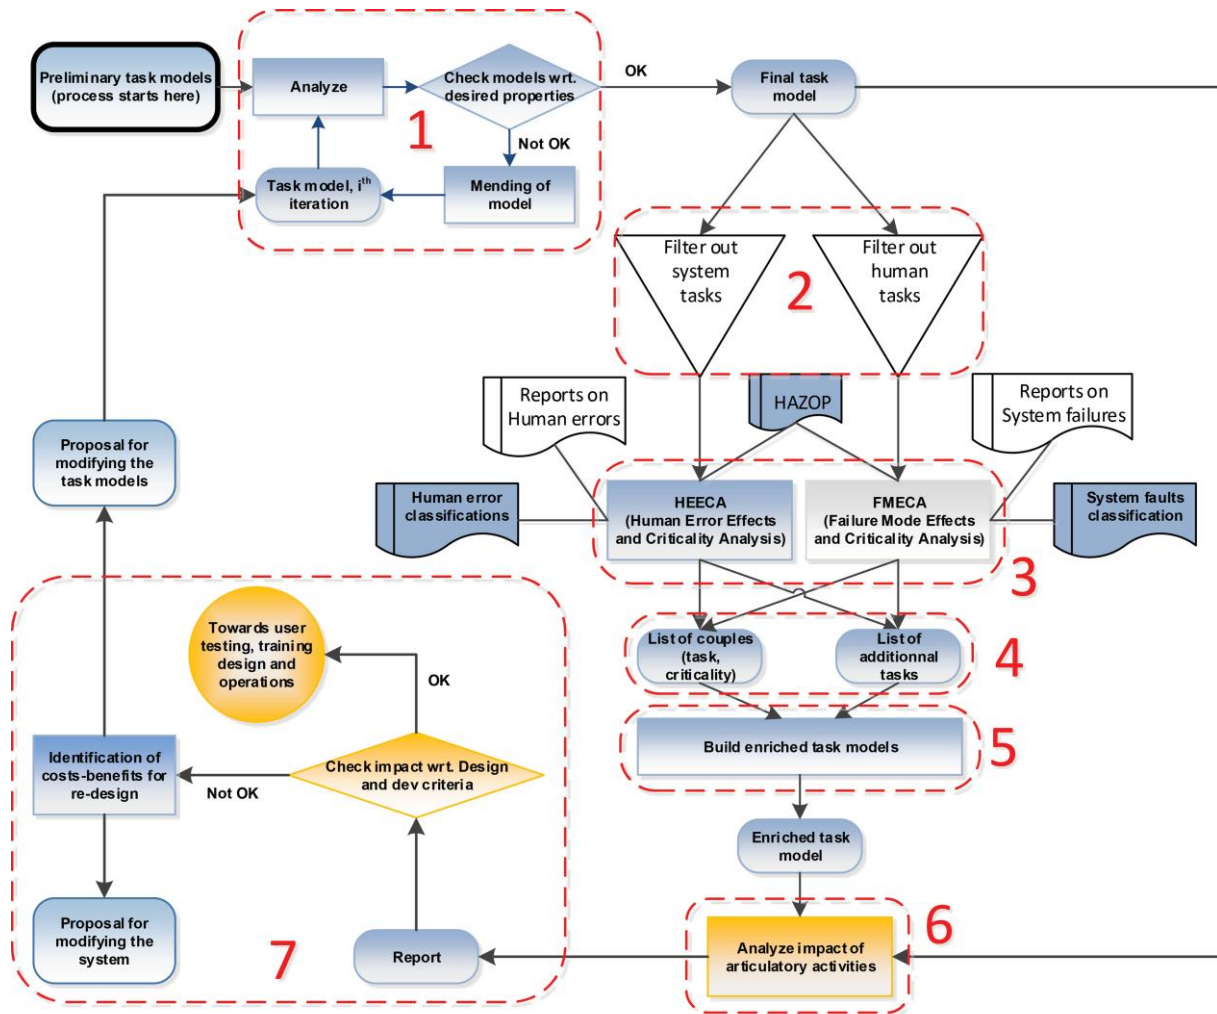 Preliminary task models
(process starts here)
Analyze
Check models wrt.
desired properties
OK
Final task
model
1
Not OK
Task model, ith
iteration
Mending of
model
Filter out
system
tasks
2
Filter out
human
tasks
Reports on
Human errors
HAZOP
Reports on
System failures
Proposal for
modifying the
task models
Human error
classifications
HEECA
(Human Error Effects
and Criticality Analysis)
FMECA
(Failure Mode Effects
and Criticality Analysis)
System faults
classification
3
List of couples
(task,
criticality)
List of
additionnal
tasks
4
Towards user
testing, training
design and
operations
OK
Build enriched task models
5
Identification of
costs-benefits for
re-design
Not OK
Check impact wrt. Design
and dev criteria
Enriched task
model
Proposal for
modifying the
system
7
Report
Analyze impact of
articulatory activities
6